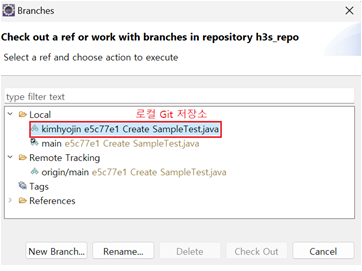 Branches
Check out a ref or work with branches in repository h3s_repo
Select a ref and choose action to execute
type filter text
Local
로컬 Git 저장소
kimhyojin e5c77e1 Create SampleTest.java
main e5c77e1 Create SampleTest.java
Remote Tracking
origin/main e5c77e1 Create SampleTest.java
Tags
References
New Branch...
Rename...
Delete
Check Out
Cancel